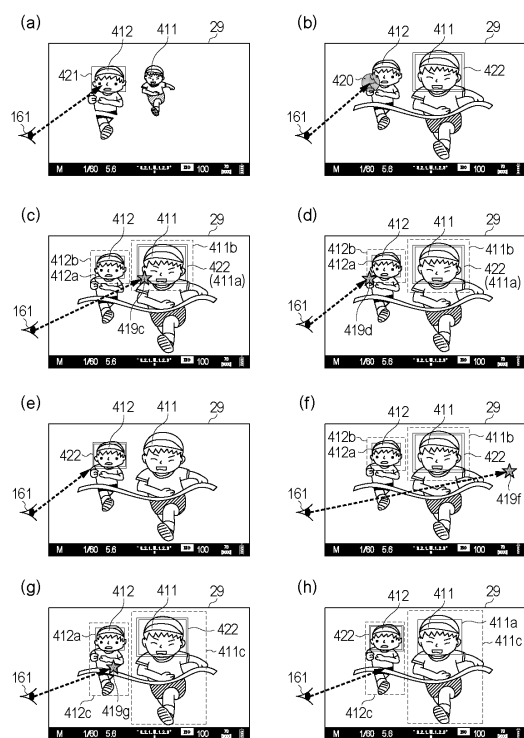 (a)
412 411 29
421
161
M 1/60 5.6 100
(b)
412 411 29
420 422
161
M 1/60 5.6 100
(c)
412 411 29
412b 411b
412a 422
(411a)
161
419c
M 1/60 5.6 100
(d)
412 411 29
412b 411b
412a 422
(411a)
161
419d
M 1/60 5.6 100
(e)
412 411 29
422
161
M 1/60 5.6 100
(f)
412 411 29
412b 411b
412a 422
161
419f
M 1/60 5.6 100
(g)
412 411 29
412a 422
411c
161
412c 419g
M 1/60 5.6 100
(h)
412 411 29
422 411a
411c
161
412c
M 1/60 5.6 100